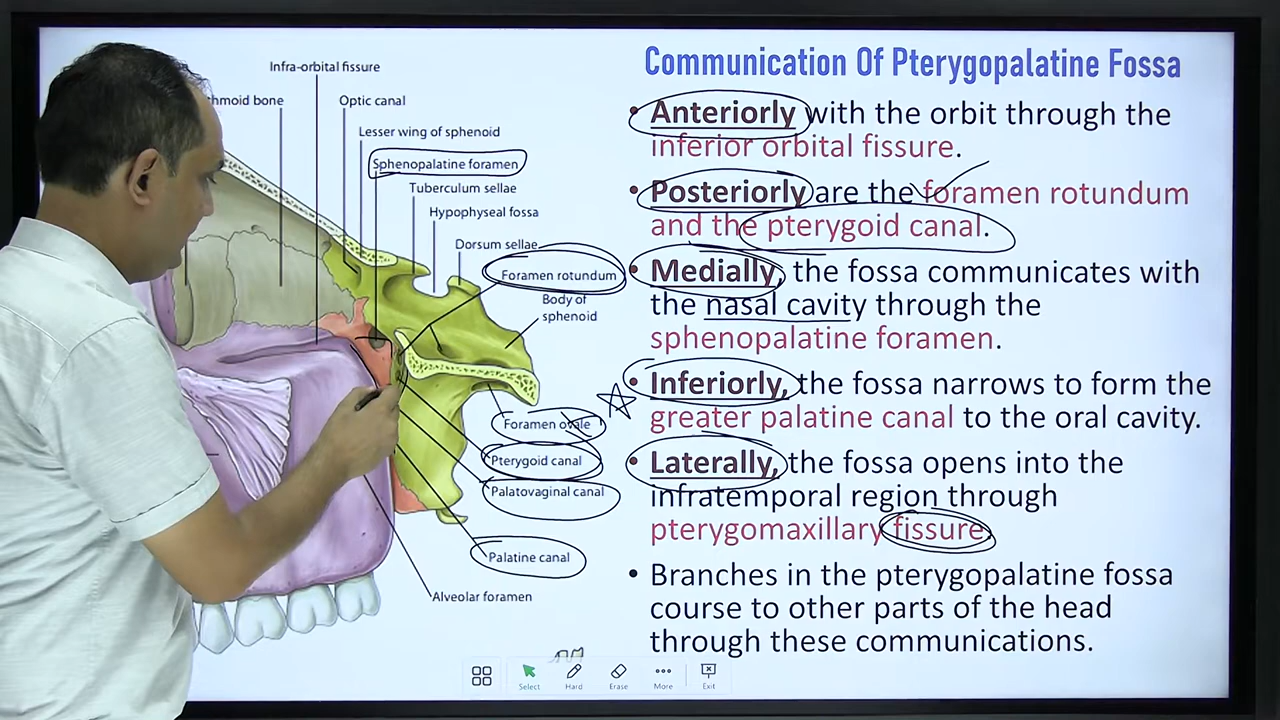 Infra-orbital fissure
thmoid bone
Optic canal
Lesser wing of sphenoid
Sphenopalatine foramen
Tuberculum sellae
Hypophyseal fossa
Dorsum sellae
Foramen rotundum
Body of
sphenoid
Foramen ovale
Pterygoid canal
Palatovaginal canal
Palatine canal
Alveolar foramen
Communication Of Pterygopalatine Fossa
• Anteriorly with the orbit through the
inferior orbital fissure.
• Posteriorly are the foramen rotundum
and the pterygoid canal.
• Medially, the fossa communicates with
the nasal cavity through the
sphenopalatine foramen.
• Inferiorly, the fossa narrows to form the
greater palatine canal to the oral cavity.
• Laterally, the fossa opens into the
infratemporal region through
pterygomaxillary fissure.
• Branches in the pterygopalatine fossa
course to other parts of the head
through these communications.
Select
Hard
Erase
More
Exit